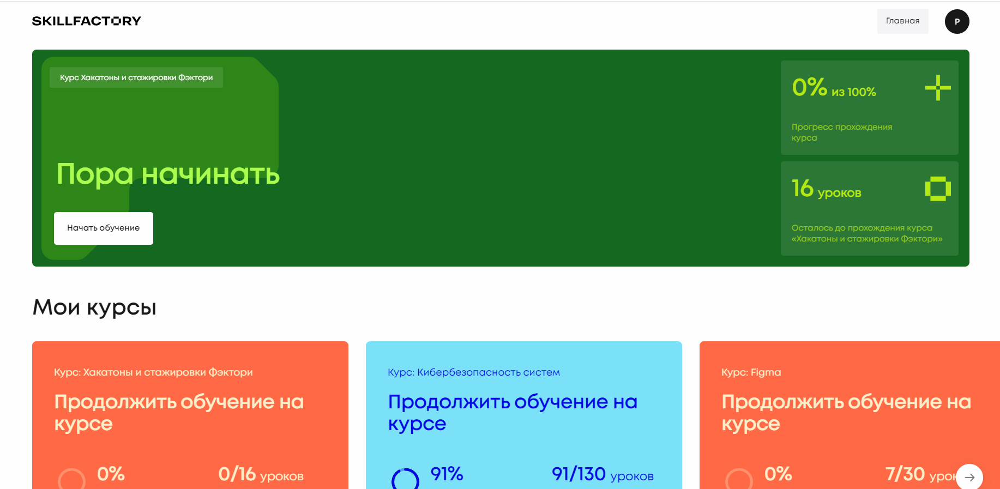 SKILLFACTORY
Главная
P
Курс Хакатоны и стажировки Фэктори
Пора начинать
Начать обучение
0% из 100%
Прогресс прохождения
курса
16 уроков
Осталось до прохождения курса
«Хакатоны и стажировки Фэктори»
Мои курсы
Курс: Хакатоны и стажировки Фэктори
Продолжить обучение на
курсе
0%
0/16 уроков
Курс: Кибербезопасность систем
Продолжить обучение на
курсе
91%
91/130 уроков
Курс: Figma
Продолжить обучение на
курсе
0%
7/30